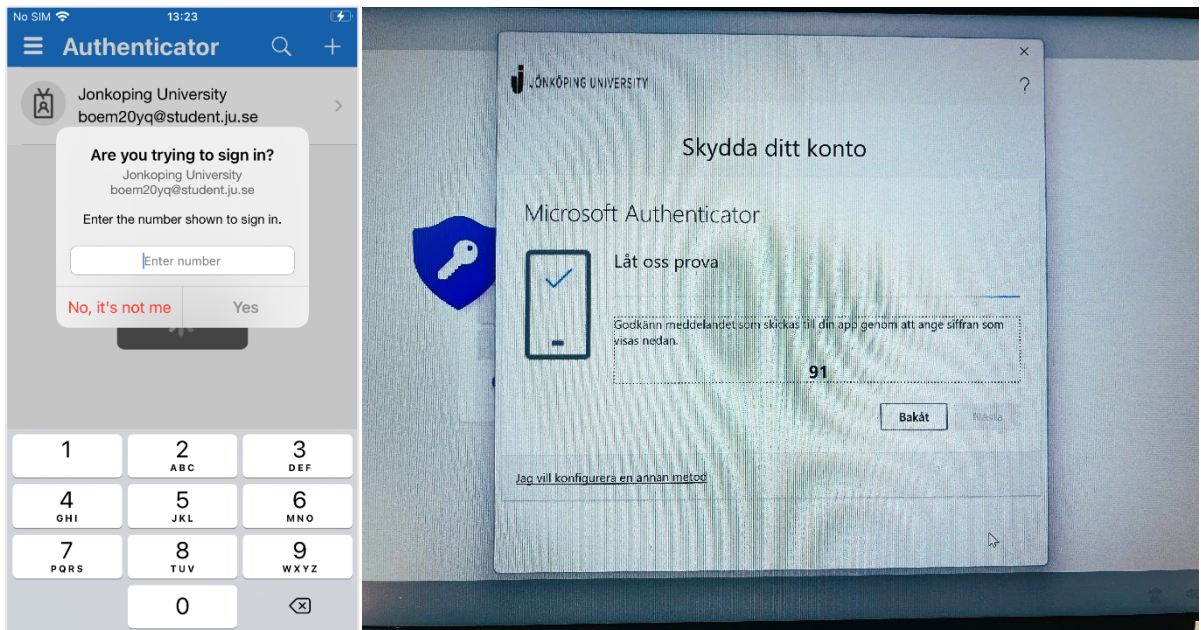 No SIM 13:23
Authenticator
Jonkoping University
boem20yq@student.ju.se
Are you trying to sign in?
Jonkoping University
boem20yq@student.ju.se
Enter the number shown to sign in.
Enter number
No, it's not me Yes
1
2 ABC
3 DEF
4 GHI
5 JKL
6 MNO
7 PQRS
8 TUV
9 WXYZ
0
JÖNKÖPING UNIVERSITY
?
Skydda ditt konto
Microsoft Authenticator
Låt oss prova
Godkänn meddelandet som skickas till din app genom att ange siffran som
visas nedan.
91
Bakåt Nästa
Jag vill konfigurera en annan metod